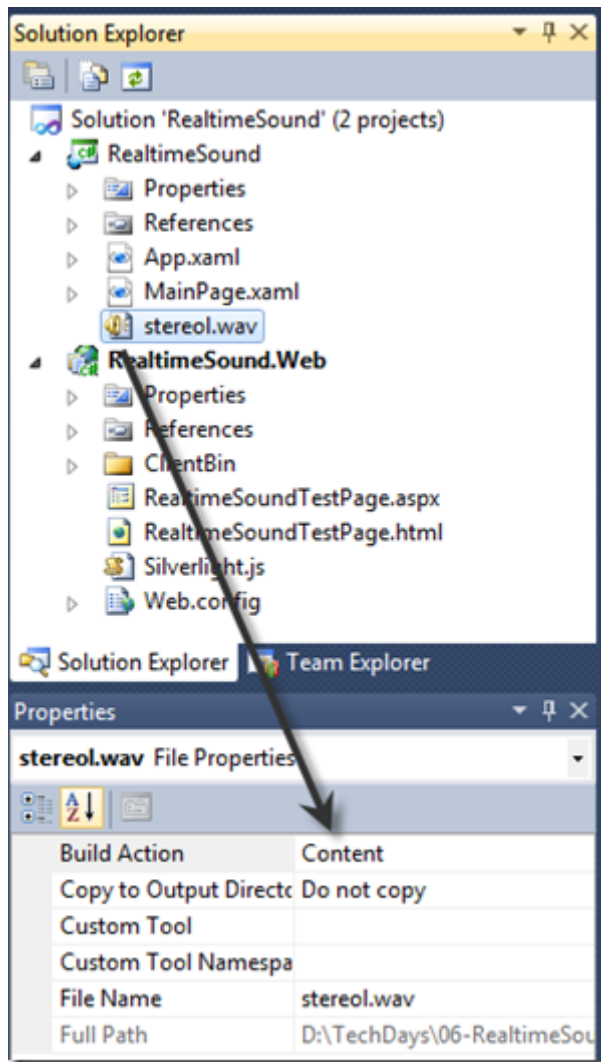 Solution Explorer
Solution 'RealtimeSound' (2 projects)
RealtimeSound
Properties
References
App.xaml
MainPage.xaml
stereol.wav
RealtimeSound.Web
Properties
References
ClientBin
RealtimeSoundTestPage.aspx
RealtimeSoundTestPage.html
Silverlight.js
Web.config
Solution Explorer Team Explorer
Properties
stereol.wav File Properties
Build Action Content
Copy to Output Directo Do not copy
Custom Tool
Custom Tool Namespa
File Name stereol.wav
Full Path D:\TechDays\06-RealtimeSou